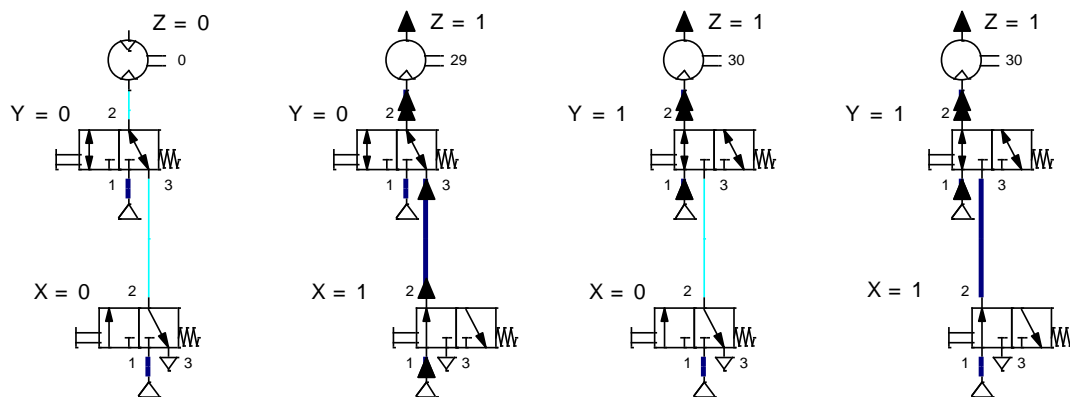 Z = 0
0
Y = 0
2
1
3
X = 0
2
1
3
Z = 1
29
Y = 0
2
1
3
X = 1
2
1
3
Z = 1
30
Y = 1
2
1
3
X = 0
2
1
3
Z = 1
30
Y = 1
2
1
3
X = 1
2
1
3